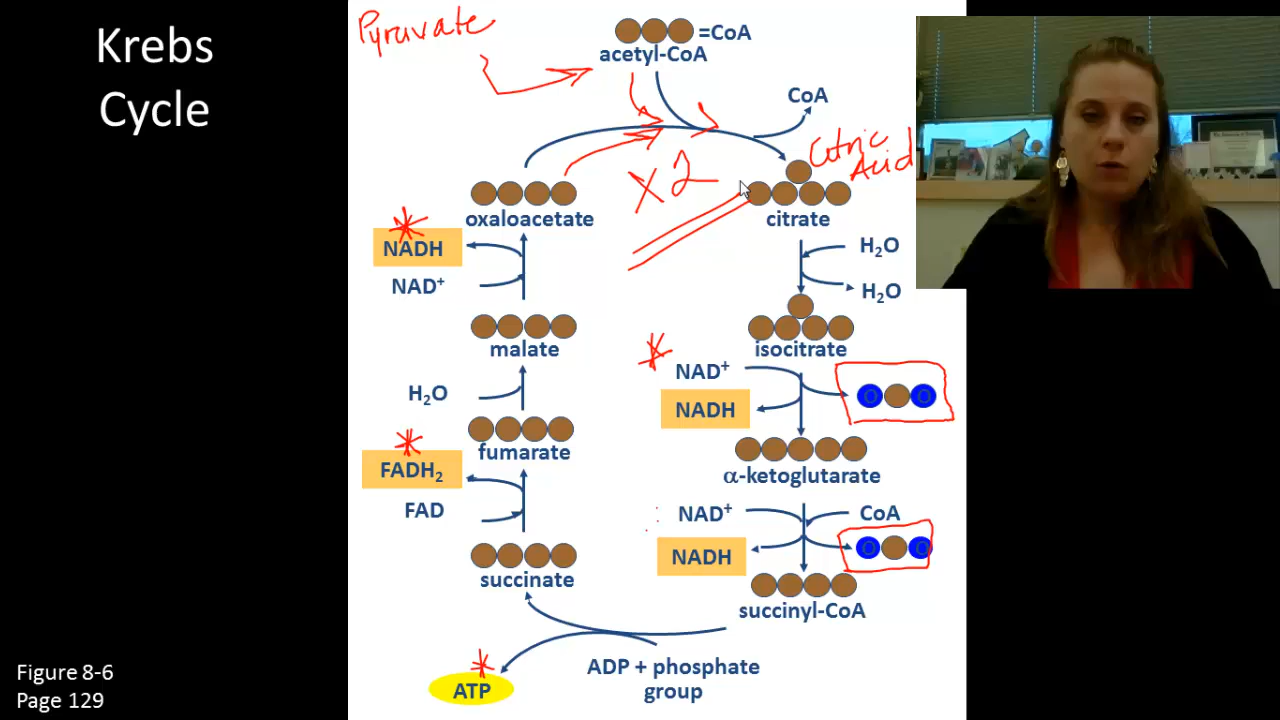 Krebs
Cycle
Pyruvate
=CoA
acetyl-CoA
CoA
Citric
Acid
X2
oxaloacetate
citrate
NADH
NAD⁺
H₂O
H₂O
malate
isocitrate
NAD⁺
NADH
O O
H₂O
fumarate
α-ketoglutarate
FADH₂
FAD
NAD⁺
CoA
NADH
O O
succinate
succinyl-CoA
ADP + phosphate
group
ATP
Figure 8-6
Page 129